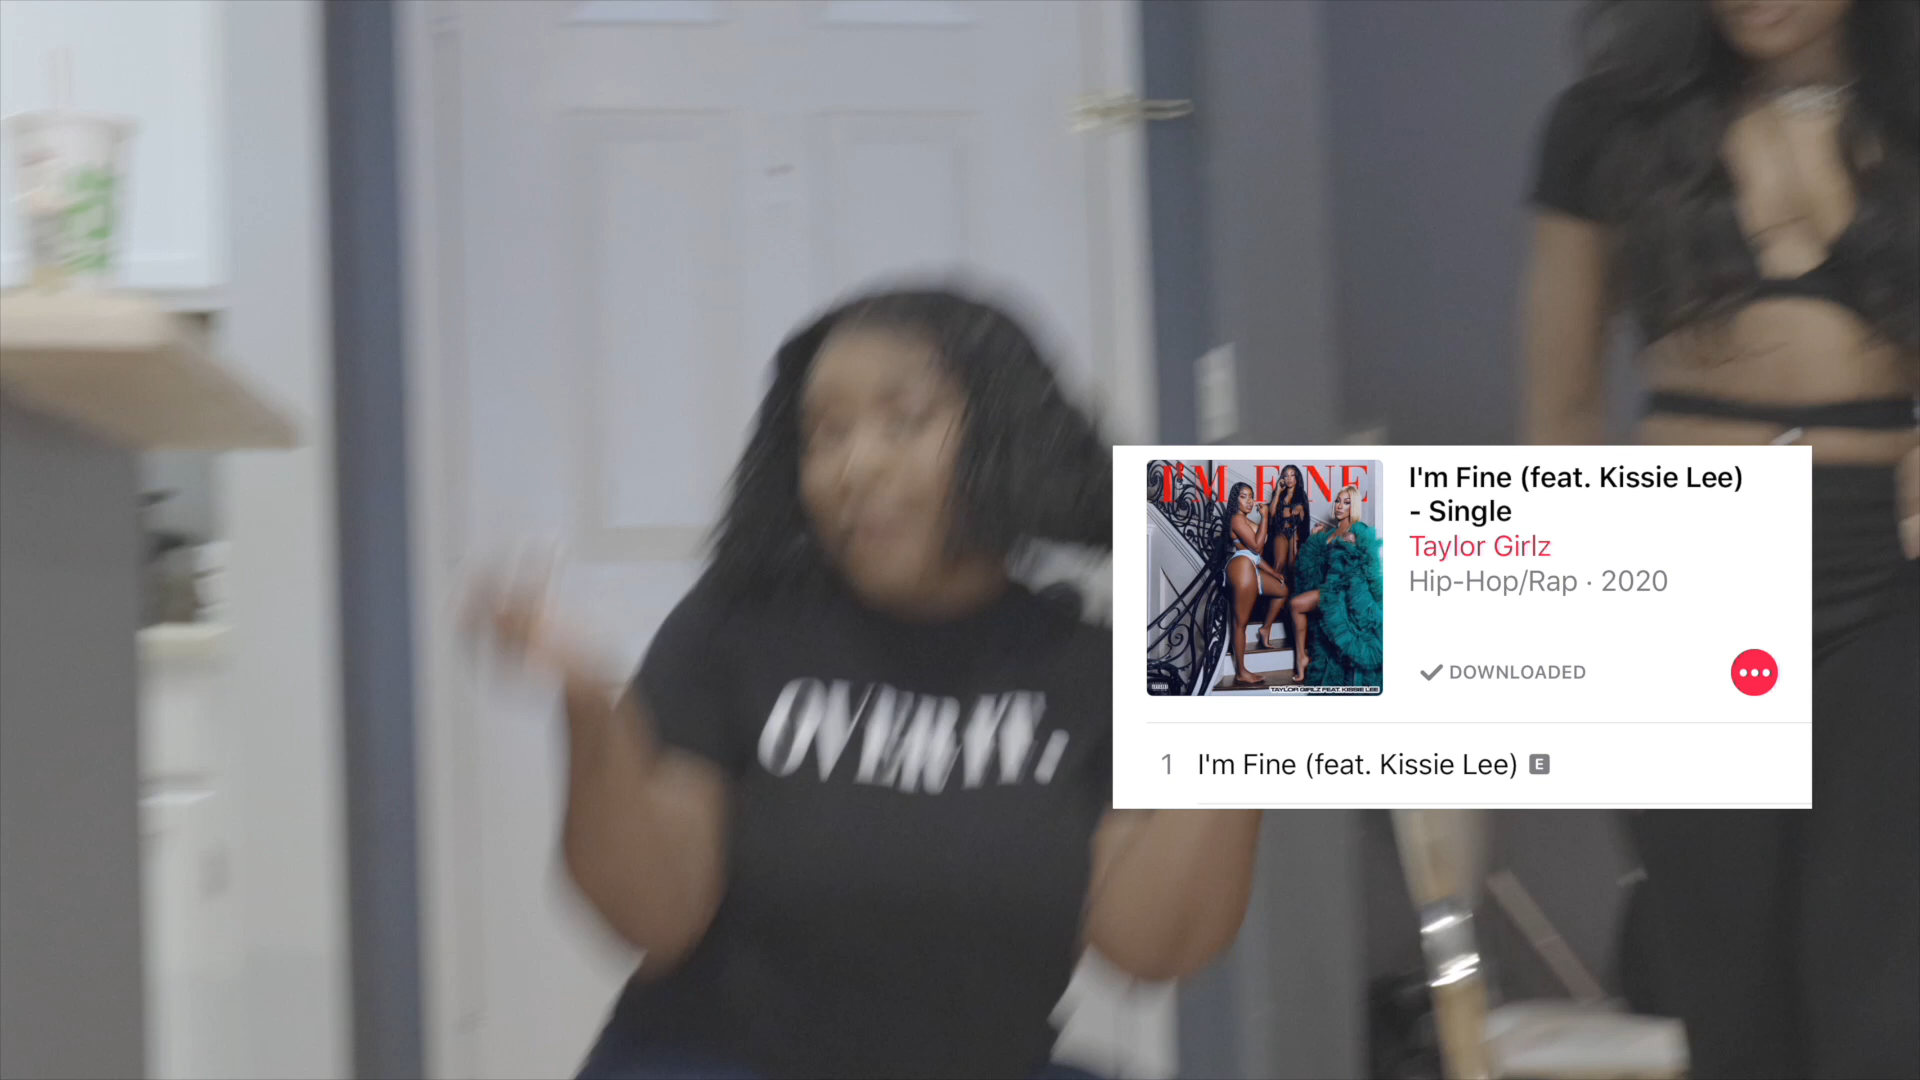 I'M FINE
TAYLOR GIRLZ FEAT. KISSIE LEE
I'm Fine (feat. Kissie Lee)
- Single
Taylor Girlz
Hip-Hop/Rap · 2020
DOWNLOADED
1 I'm Fine (feat. Kissie Lee) E